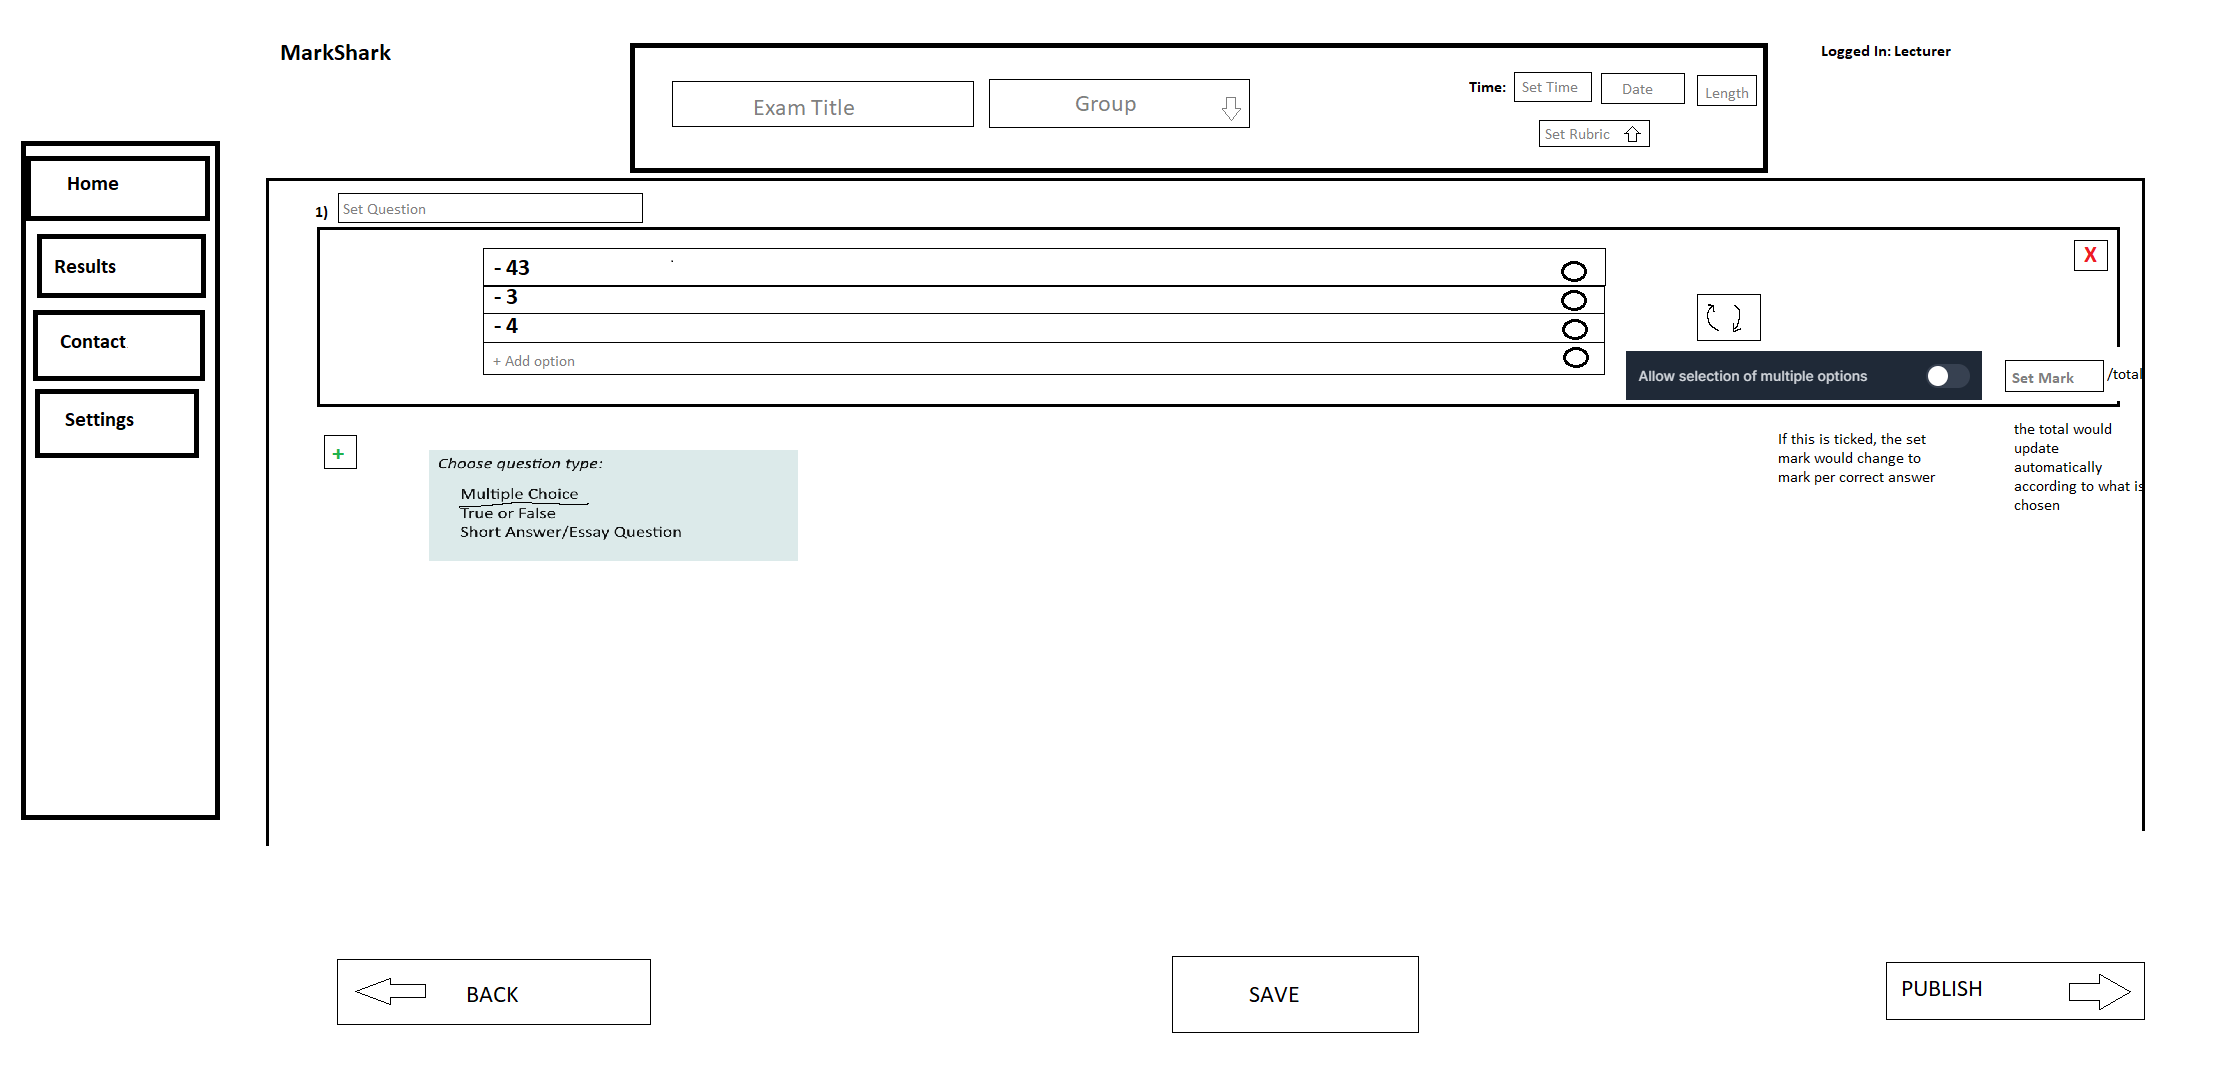 MarkShark
Logged In: Lecturer
Exam Title
Group
Time:
Set Time
Date
Length
Set Rubric
Home
Results
Contact
Settings
1)
Set Question
X
- 43
- 3
- 4
+ Add option
Allow selection of multiple options
Set Mark
/total
If this is ticked, the set
mark would change to
mark per correct answer
the total would
update
automatically
according to what is
chosen
+
Choose question type:
Multiple Choice
True or False
Short Answer/Essay Question
BACK
SAVE
PUBLISH